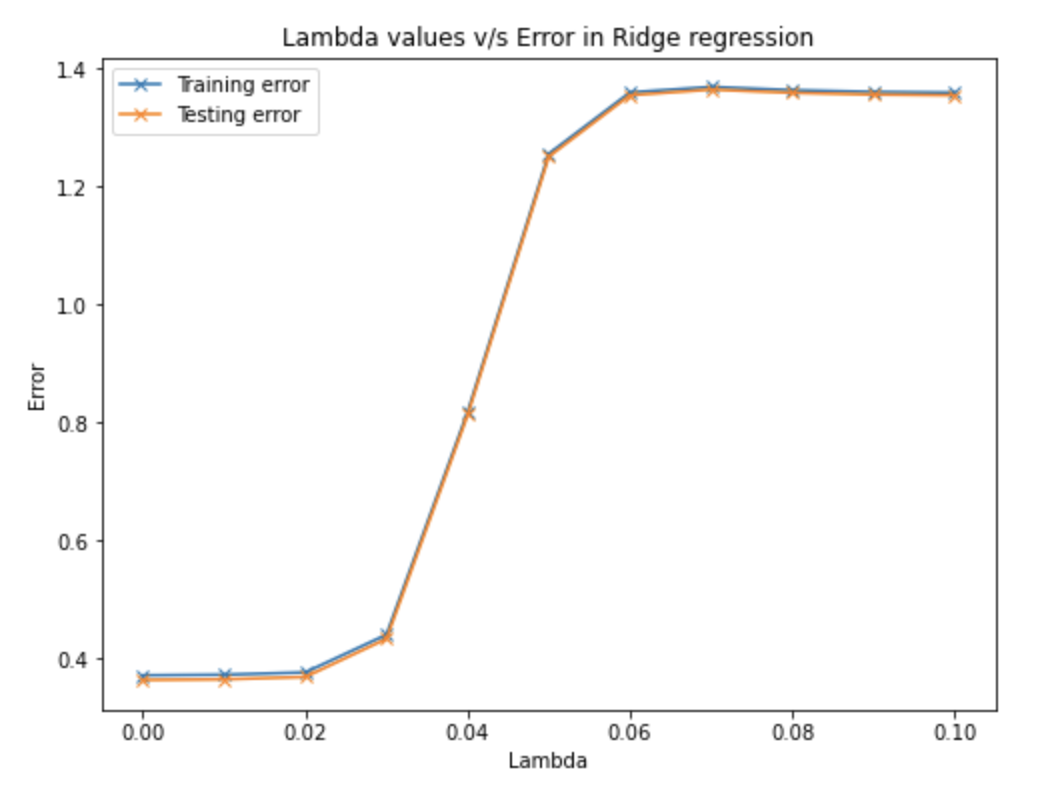 Lambda values v/s Error in Ridge regression
1.4
Training error
Testing error
1.2
1.0
Error
0.8
0.6
0.4
0.00 0.02 0.04 0.06 0.08 0.10
Lambda